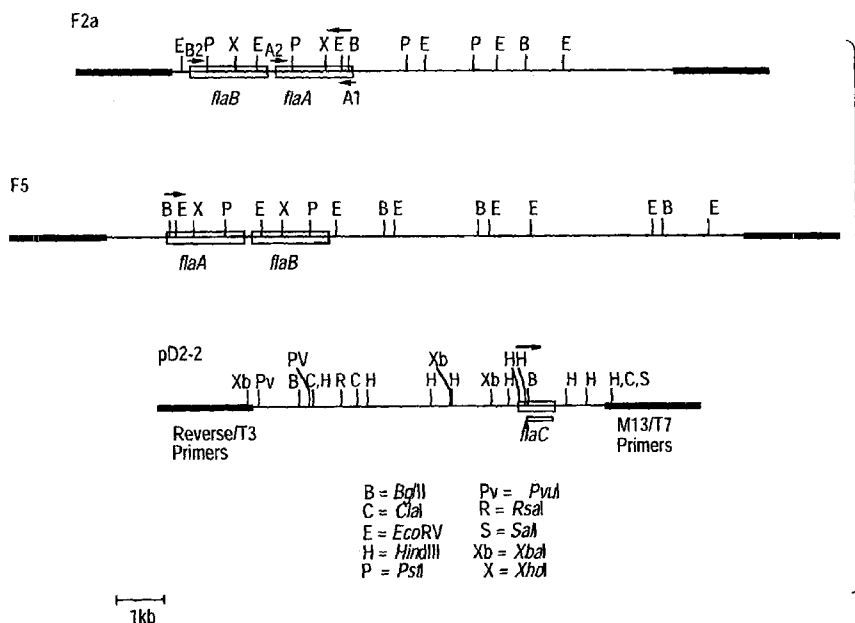 F2a
E B2 P X E A2 P X E B P E P E B E
flaB flaA A1
F5
B E X P E X P E B E B E E E B E
flaA flaB
pD2-2
PV Xb HH
Xb Pv B C,H R C H H H Xb H B H H H,C,S
flaC
Reverse/T3 M13/T7
Primers Primers
B = BglII Pv = PvuI
C = ClaI R = RsaI
E = EcoRV S = SalI
H = HindIII Xb = XbaI
P = PstI X = XhoI
1kb